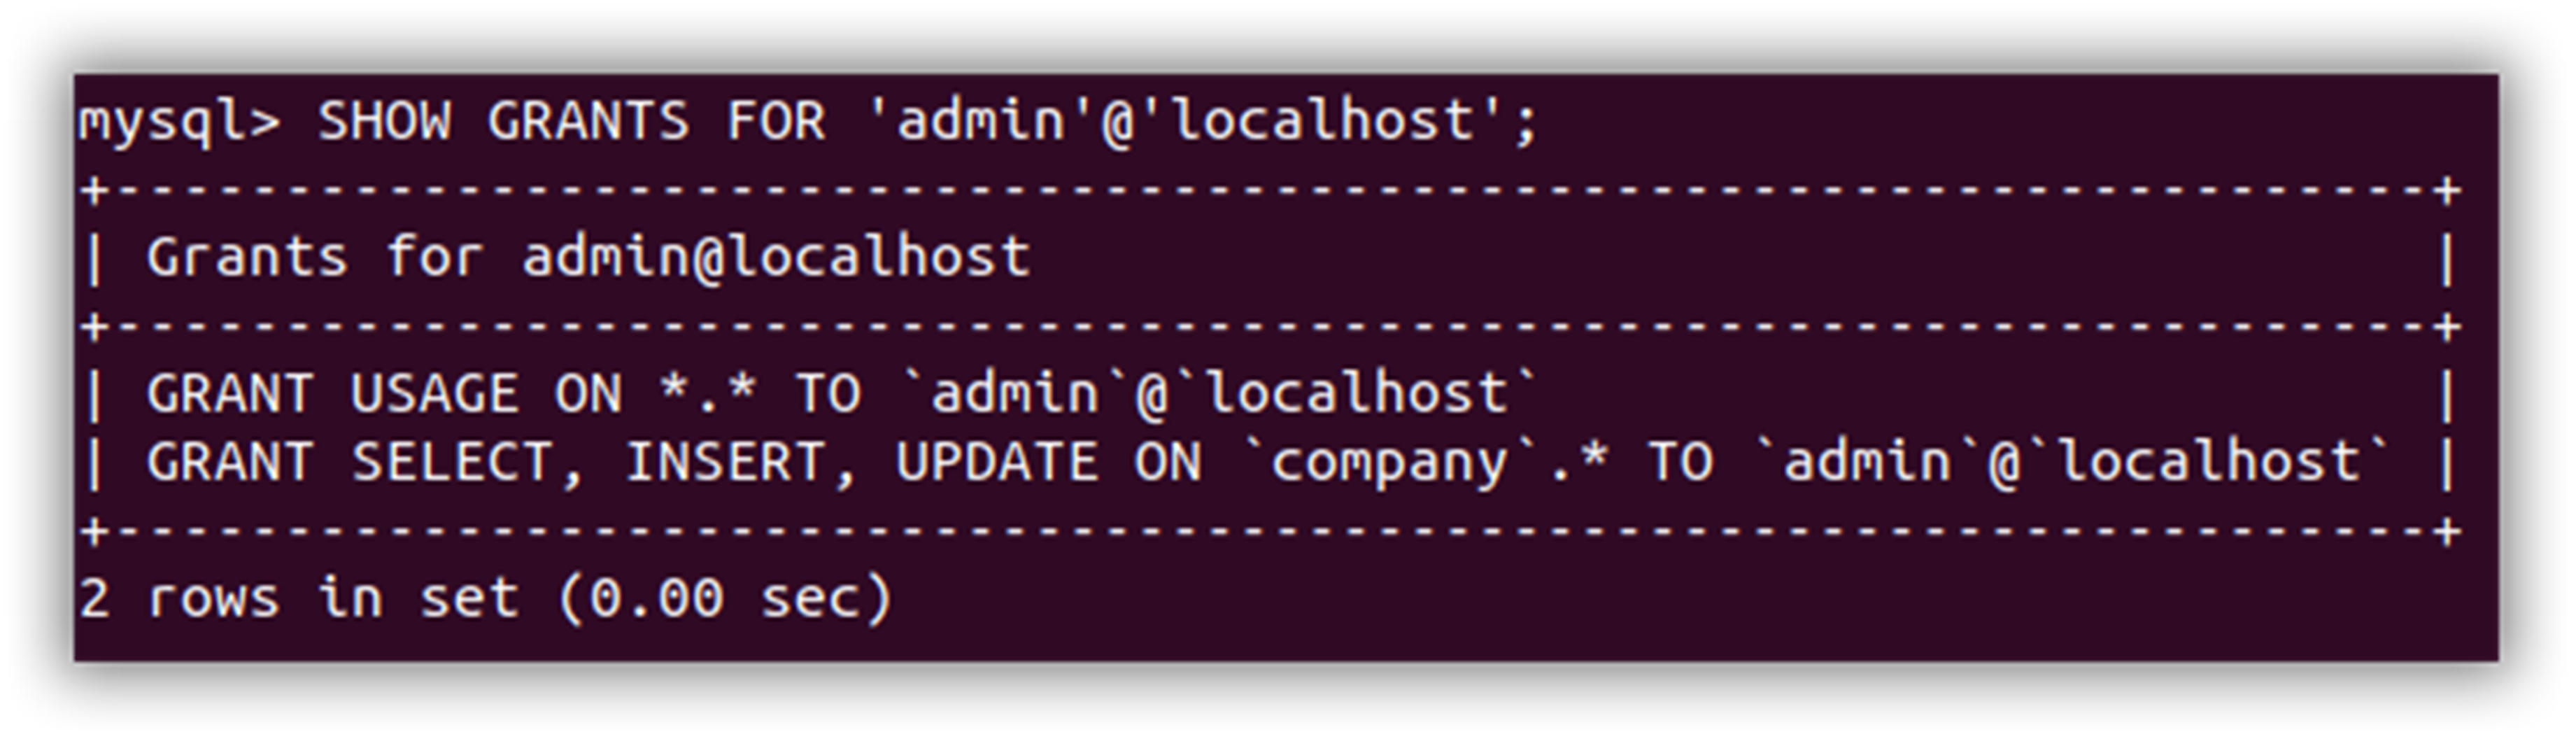 mysql> SHOW GRANTS FOR 'admin'@'localhost';
+---------------------------------------------------------------------+
| Grants for admin@localhost                                          |
+---------------------------------------------------------------------+
| GRANT USAGE ON *.* TO `admin`@`localhost`                           |
| GRANT SELECT, INSERT, UPDATE ON `company`.* TO `admin`@`localhost` |
+---------------------------------------------------------------------+
2 rows in set (0.00 sec)